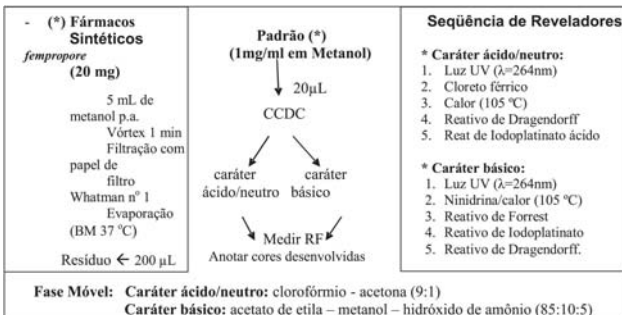 - (*) Fármacos
Sintéticos
fempropore
(20 mg)
5 mL de
metanol p.a.
Vórtex 1 min
Filtração com
papel de
filtro
Whatman nº 1
Evaporação
(BM 37 ºC)
Resíduo ← 200 µL
Padrão (*)
(1mg/ml em Metanol)
20µL
CCDC
caráter
ácido/neutro
caráter
básico
Medir RF
Anotar cores desenvolvidas
Seqüência de Reveladores
* Caráter ácido/neutro:
1. Luz UV (λ=264nm)
2. Cloreto férrico
3. Calor (105 ºC)
4. Reativo de Dragendorff
5. Reat de Iodoplatinato ácido
* Caráter básico:
1. Luz UV (λ=264nm)
2. Ninidrina/calor (105 ºC)
3. Reativo de Forrest
4. Reativo de Iodoplatinato
5. Reativo de Dragendorff.
Fase Móvel: Caráter ácido/neutro: clorofórmio - acetona (9:1)
Caráter básico: acetato de etila – metanol – hidróxido de amônio (85:10:5)